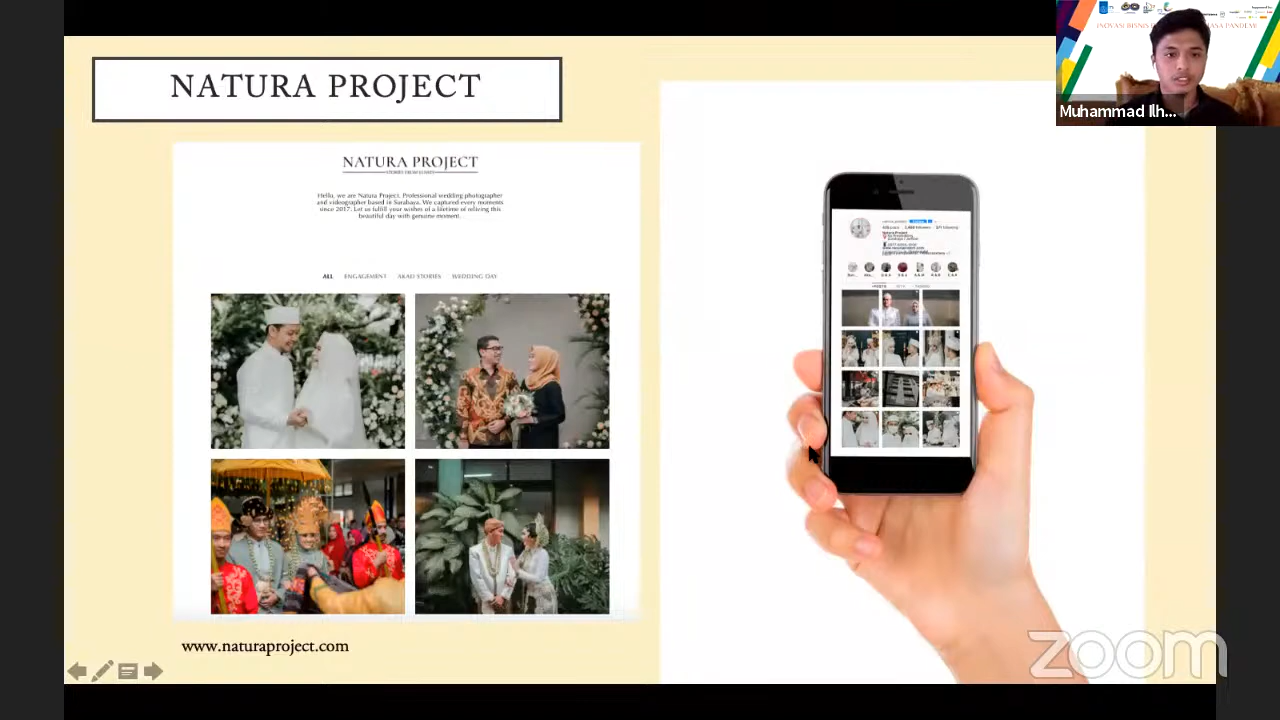 NATURA PROJECT
NATURA PROJECT
Hello, we are Natura Project. Professional wedding photographer
and videographer based in Surabaya. We captured every moments
since 2017. Let us fulfill your wishes of a lifetime of reliving this
beautiful day with genuine moment.
ALL ENGAGEMENT AKAD STORIES WEDDING DAY
www.naturaproject.com
Muhammad Ilh...
zoom